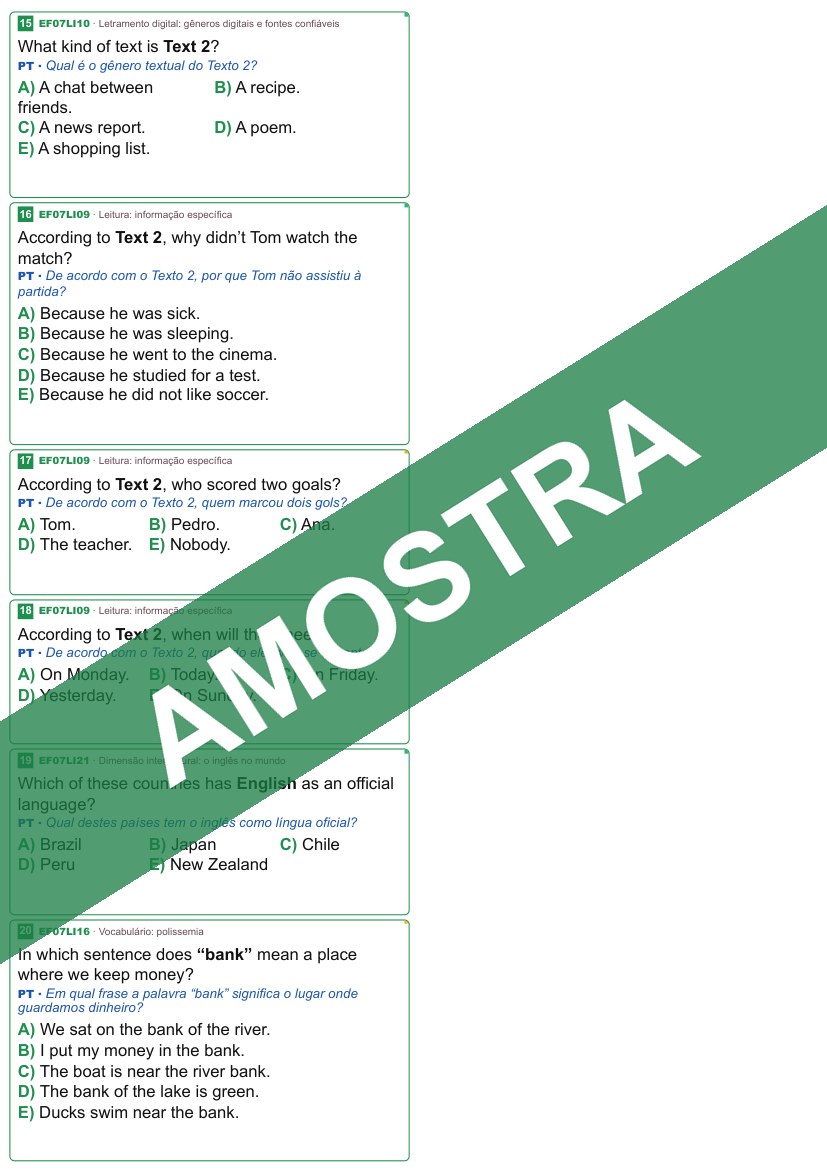 15 EF07LI10 · Letramento digital: gêneros digitais e fontes confiáveis
What kind of text is Text 2?
PT • Qual é o gênero textual do Texto 2?
A) A chat between friends. B) A recipe.
C) A news report. D) A poem.
E) A shopping list.
16 EF07LI09 · Leitura: informação específica
According to Text 2, why didn’t Tom watch the
match?
PT • De acordo com o Texto 2, por que Tom não assistiu à
partida?
A) Because he was sick.
B) Because he was sleeping.
C) Because he went to the cinema.
D) Because he studied for a test.
E) Because he did not like soccer.
17 EF07LI09 · Leitura: informação específica
According to Text 2, who scored two goals?
PT • De acordo com o Texto 2, quem marcou dois gols?
A) Tom. B) Pedro. C) Ana.
D) The teacher. E) Nobody.
18 EF07LI09 · Leitura: informação específica
According to Text 2, when will
PT • De acordo com o Texto 2,
A) On Monday. B) Today. C) On Friday.
D) Yesterday. E) On Sunday.
19 EF07LI21 · Dimensão intercultural: o inglês no mundo
Which of these countries has English as an official
language?
PT • Qual destes países tem o inglês como língua oficial?
A) Brazil B) Japan C) Chile
D) Peru E) New Zealand
20 EF07LI16 · Vocabulário: polissemia
In which sentence does “bank” mean a place
where we keep money?
PT • Em qual frase a palavra “bank” significa o lugar onde
guardamos dinheiro?
A) We sat on the bank of the river.
B) I put my money in the bank.
C) The boat is near the river bank.
D) The bank of the lake is green.
E) Ducks swim near the bank.
AMOSTRA